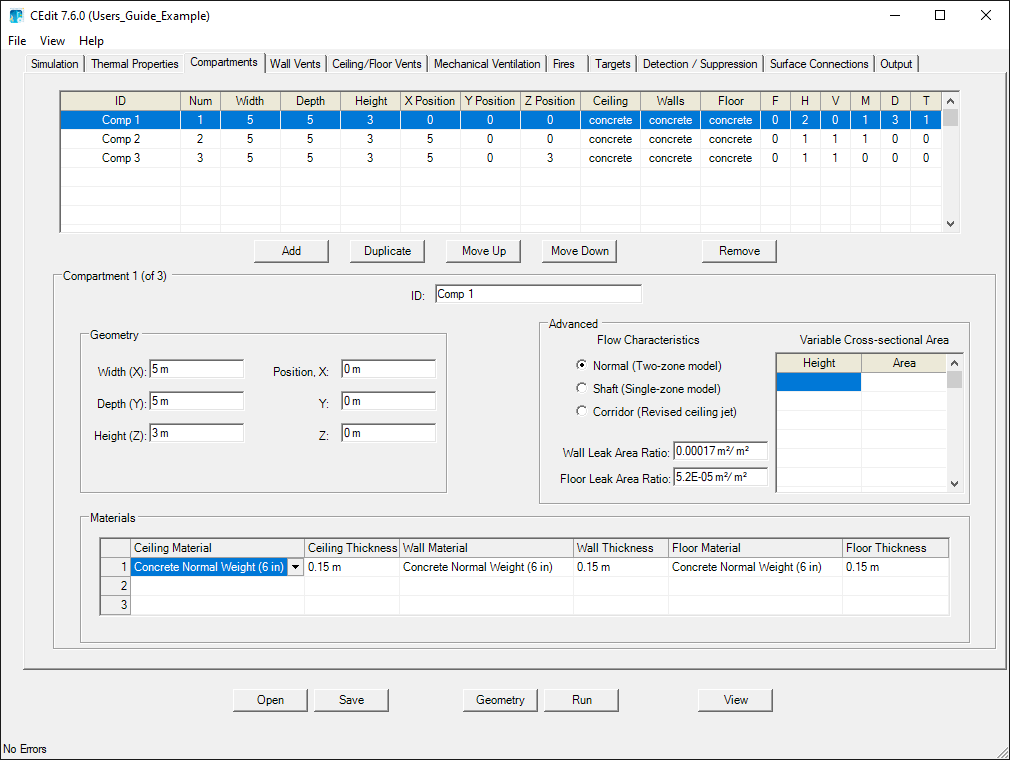 CEdit 7.6.0 (Users_Guide_Example)
File View Help
Simulation Thermal Properties Compartments Wall Vents Ceiling/Floor Vents Mechanical Ventilation Fires Targets Detection / Suppression Surface Connections Output
ID Num Width Depth Height X Position Y Position Z Position Ceiling Walls Floor F H V M D T
Comp 1 1 5 5 3 0 0 0 concrete concrete concrete 0 2 0 1 3 1
Comp 2 2 5 5 3 5 0 0 concrete concrete concrete 0 1 1 1 0 0
Comp 3 3 5 5 3 5 0 3 concrete concrete concrete 0 1 1 0 0 0
Add Duplicate Move Up Move Down Remove
Compartment 1 (of 3)
ID: Comp 1
Geometry
Width (X): 5 m Position, X: 0 m
Depth (Y): 5 m Y: 0 m
Height (Z): 3 m Z: 0 m
Advanced
Flow Characteristics
Normal (Two-zone model)
Shaft (Single-zone model)
Corridor (Revised ceiling jet)
Wall Leak Area Ratio: 0.00017 m²/ m²
Floor Leak Area Ratio: 5.2E-05 m²/ m²
Variable Cross-sectional Area
Height Area
Materials
Ceiling Material Ceiling Thickness Wall Material Wall Thickness Floor Material Floor Thickness
1 Concrete Normal Weight (6 in) 0.15 m Concrete Normal Weight (6 in) 0.15 m Concrete Normal Weight (6 in) 0.15 m
2
3
Open Save Geometry Run View
No Errors